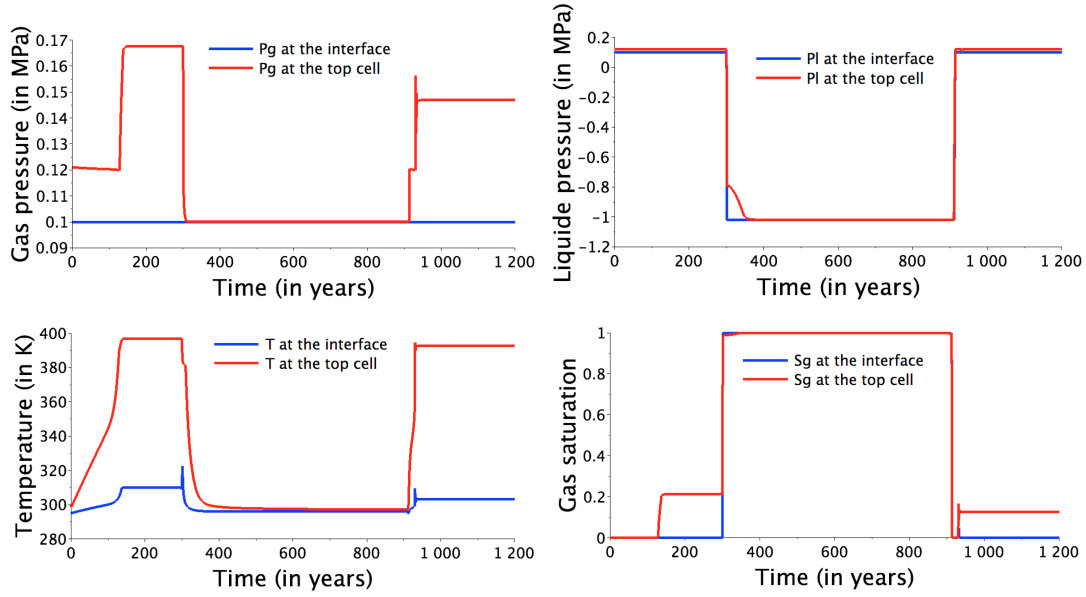 Gas pressure (in MPa)
0.17
0.16
0.15
0.14
0.13
0.12
0.11
0.1
0.09
Pg at the interface
Pg at the top cell
0 200 400 600 800 1 000 1 200
Time (in years)
Liquide pressure (in MPa)
0.2
0
−0.2
−0.4
−0.6
−0.8
−1
−1.2
Pl at the interface
Pl at the top cell
0 200 400 600 800 1 000 1 200
Time (in years)
Temperature (in K)
400
380
360
340
320
300
280
T at the interface
T at the top cell
0 200 400 600 800 1 000 1 200
Time (in years)
Gas saturation
1
0.8
0.6
0.4
0.2
0
Sg at the interface
Sg at the top cell
0 200 400 600 800 1 000 1 200
Time (in years)